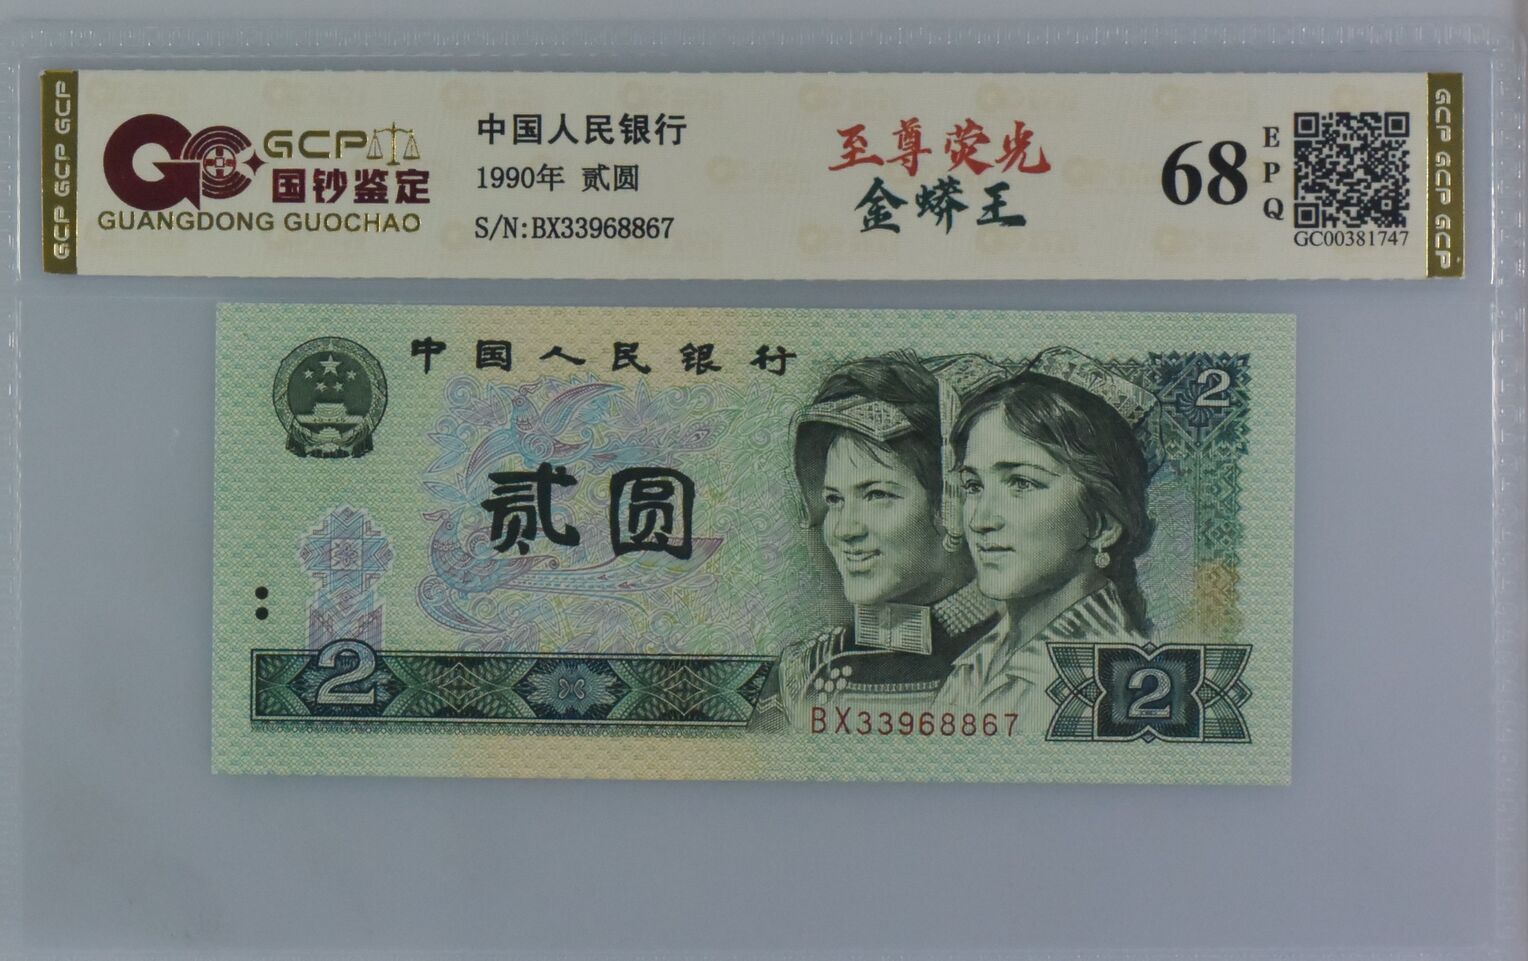 GCP GCP GCP
GCP
国钞鉴定
GUANGDONG GUOCHAO
中国人民银行
1990年 贰圆
S/N:BX33968867
至尊荧光
金蟒王
68
EPQ
GC00381747
GCP GCP GCP
中国人民银行
2
贰圆
2
2
BX33968867